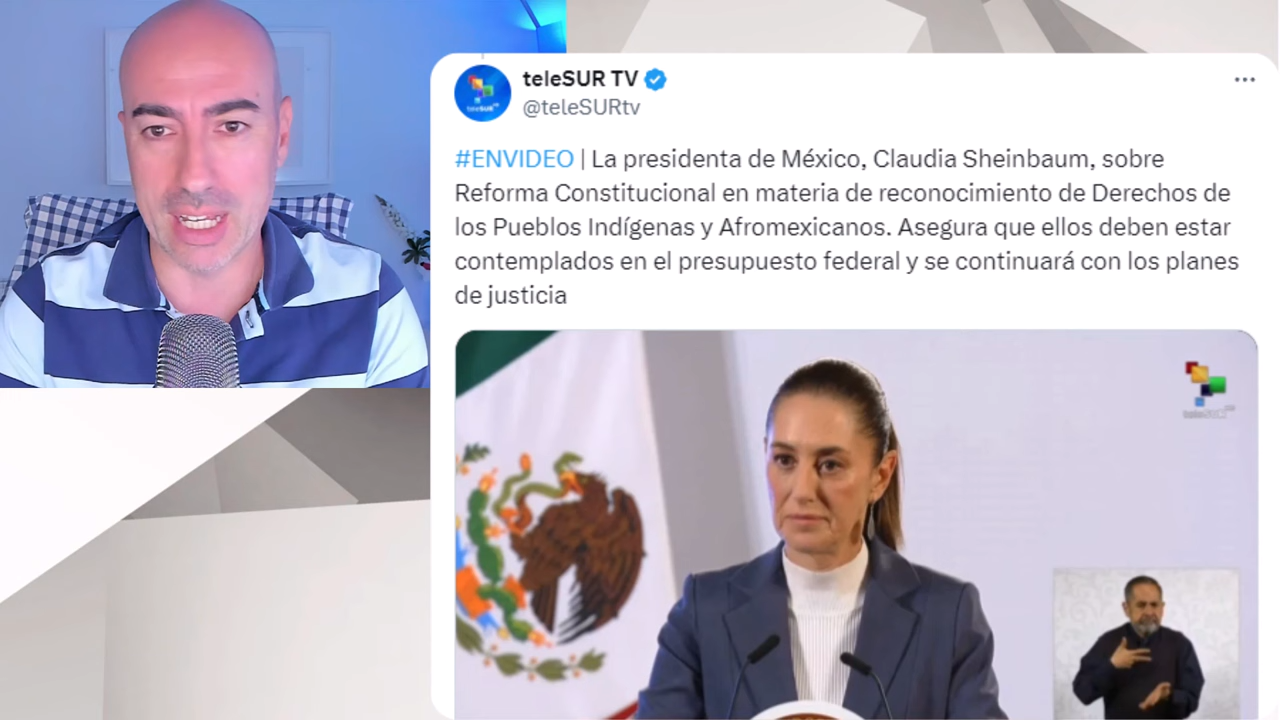 teleSUR TV
@teleSURtv
#ENVIDEO | La presidenta de México, Claudia Sheinbaum, sobre
Reforma Constitucional en materia de reconocimiento de Derechos de
los Pueblos Indígenas y Afromexicanos. Asegura que ellos deben estar
contemplados en el presupuesto federal y se continuará con los planes
de justicia
teleSUR